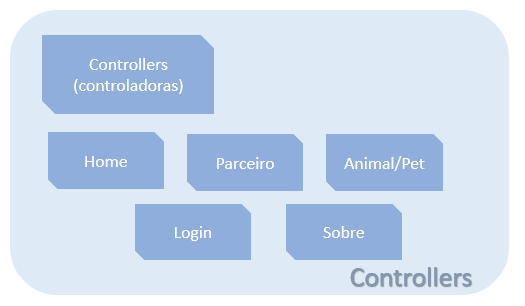 Controllers
(controladoras)
Home
Parceiro
Animal/Pet
Login
Sobre
Controllers